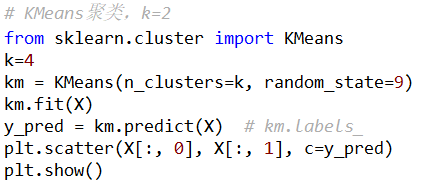 # KMeans聚类，k=2
from sklearn.cluster import KMeans
k=4
km = KMeans(n_clusters=k, random_state=9)
km.fit(X)
y_pred = km.predict(X)  # km.labels_
plt.scatter(X[:, 0], X[:, 1], c=y_pred)
plt.show()